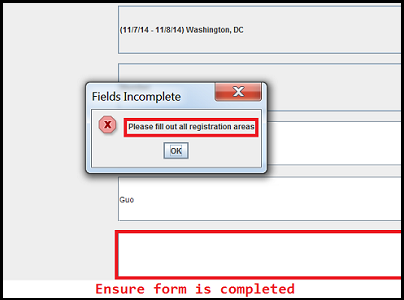 (11/7/14 - 11/8/14) Washington, DC
Fields Incomplete
Please fill out all registration areas
OK
Guo
Ensure form is completed